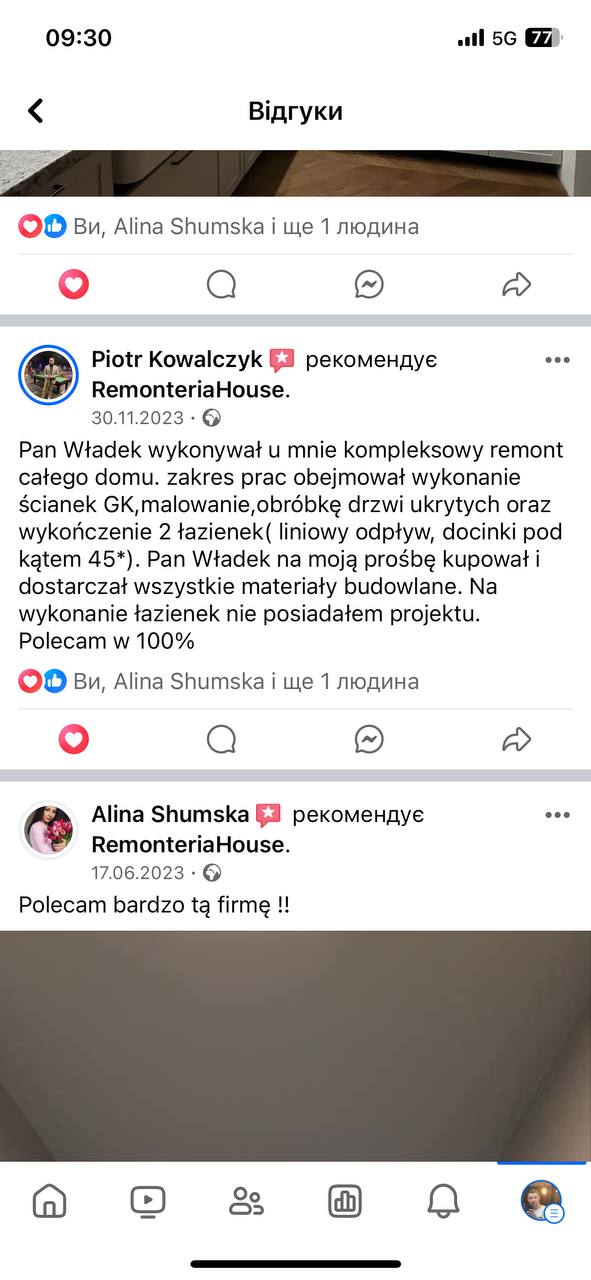 09:30
5G 77
Відгуки
Ви, Alina Shumska і ще 1 людина
Piotr Kowalczyk рекомендує
RemonteriaHouse.
30.11.2023 ·
Pan Władek wykonywał u mnie kompleksowy remont
całego domu. zakres prac obejmował wykonanie
ścianek GK,malowanie,obróbkę drzwi ukrytych oraz
wykończenie 2 łazienek( liniowy odpływ, docinki pod
kątem 45*). Pan Władek na moją prośbę kupował i
dostarczał wszystkie materiały budowlane. Na
wykonanie łazienek nie posiadałem projektu.
Polecam w 100%
Ви, Alina Shumska і ще 1 людина
Alina Shumska рекомендує
RemonteriaHouse.
17.06.2023 ·
Polecam bardzo tą firmę !!